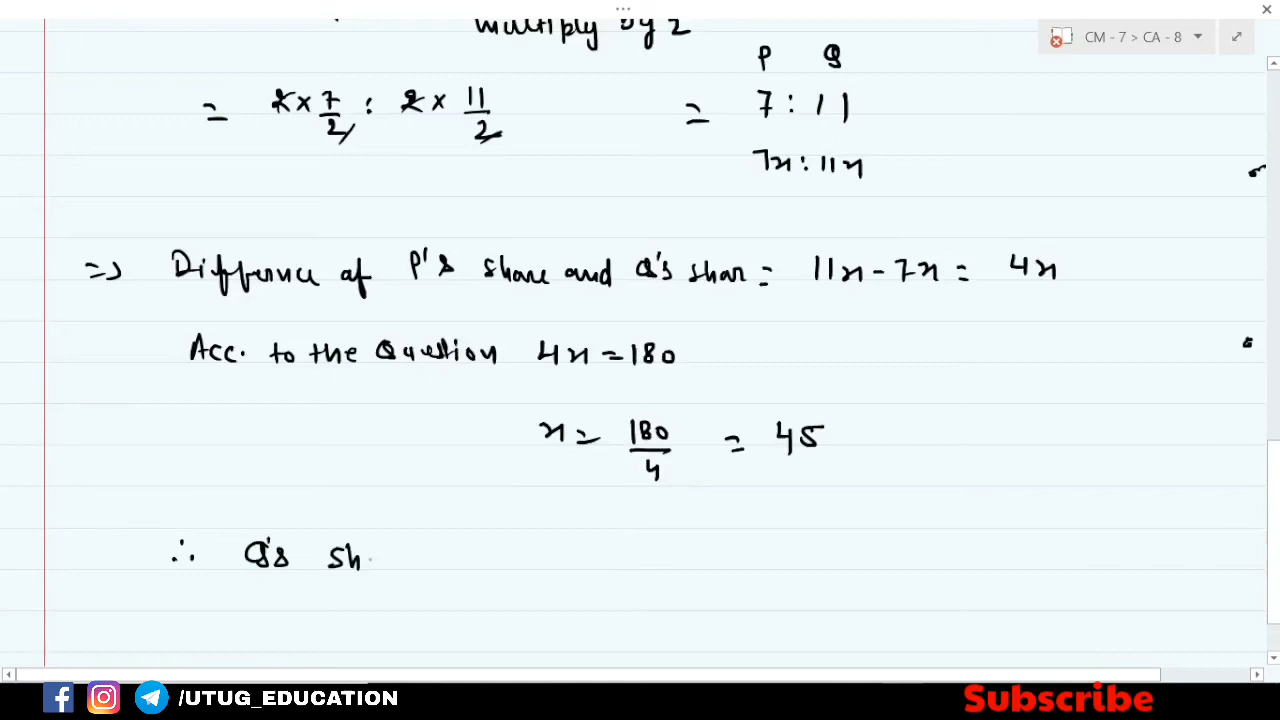 multiply by 2
CM - 7 > CA - 8
P Q
= 2 × 7/2 : 2 × 11/2 = 7 : 11
7x : 11x
=> Difference of P's share and Q's shar = 11x - 7x = 4x
Acc. to the Question 4x = 180
x = 180/4 = 45
∴ Q's sh
/UTUG_EDUCATION
Subscribe